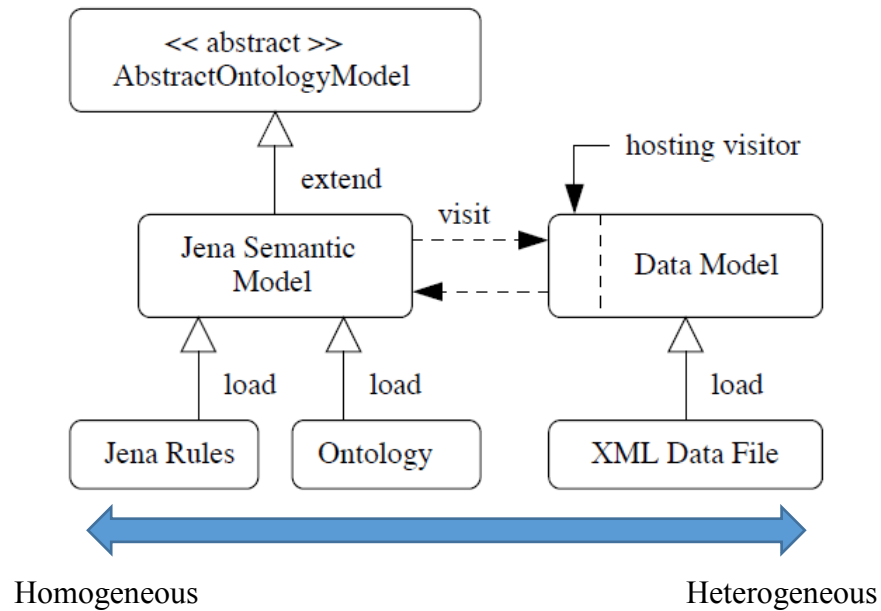 << abstract >>
AbstractOntologyModel
extend
hosting visitor
visit
Jena Semantic
Model
Data Model
load
load
load
Jena Rules
Ontology
XML Data File
Homogeneous
Heterogeneous